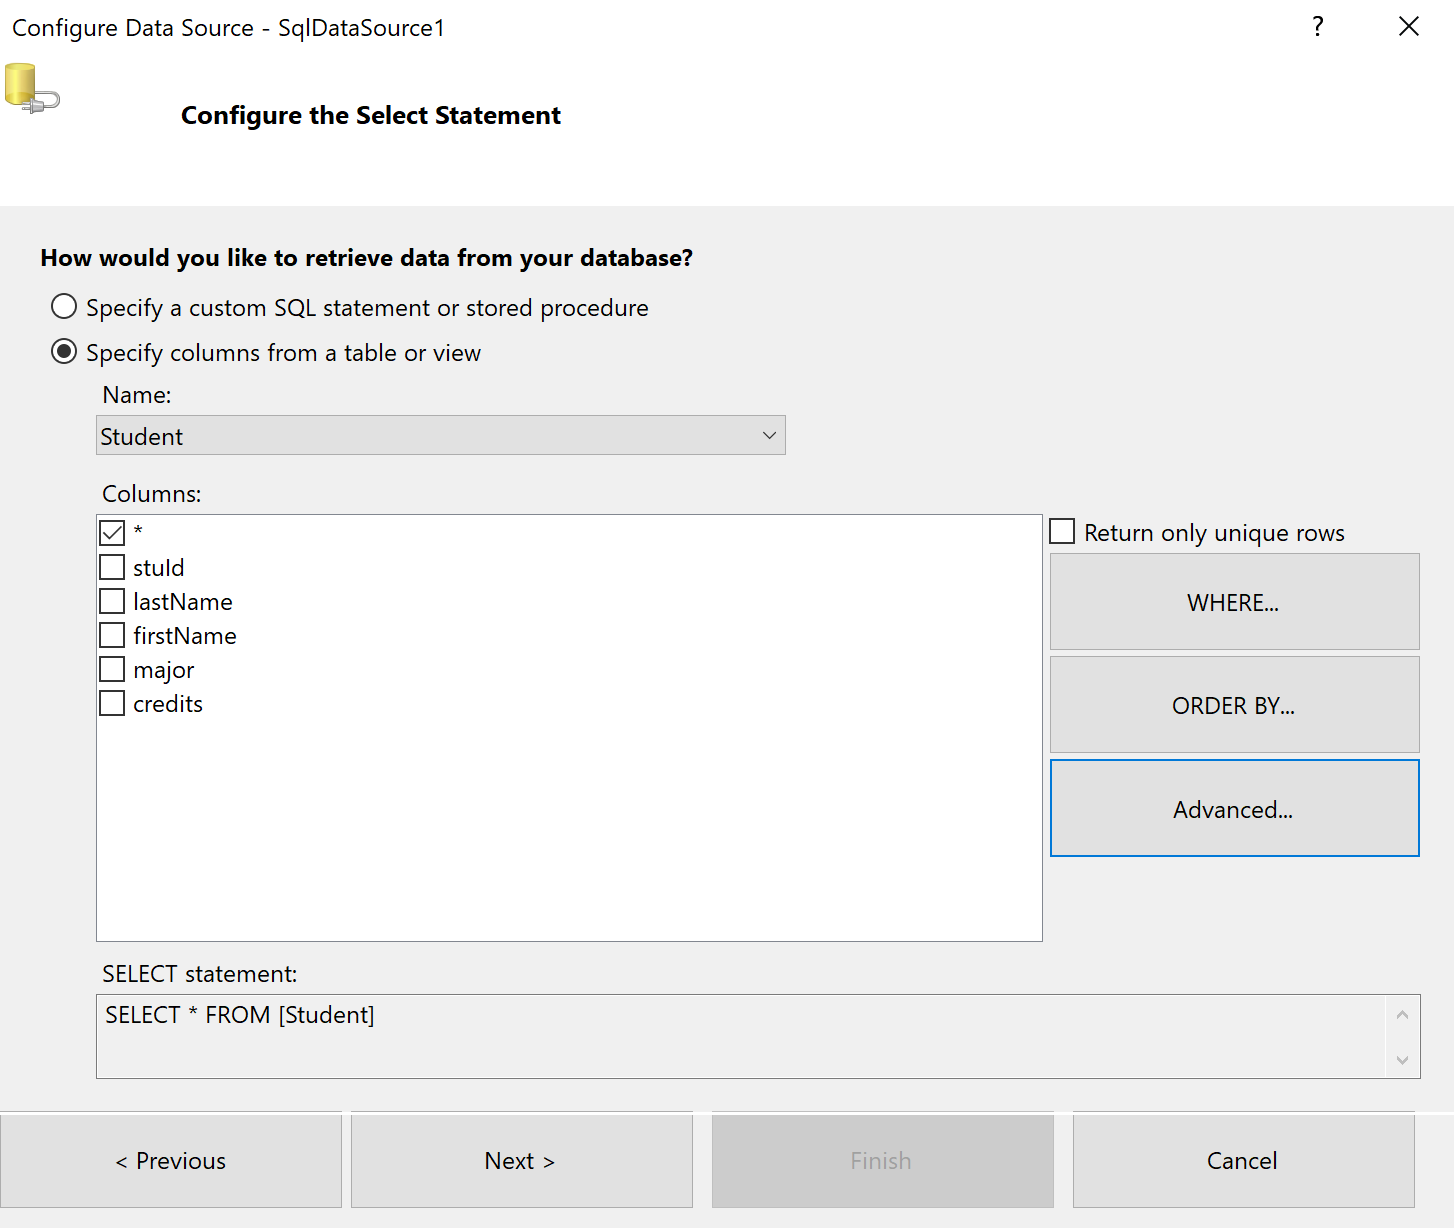 Configure Data Source - SqlDataSource1
?
Configure the Select Statement
How would you like to retrieve data from your database?
Specify a custom SQL statement or stored procedure
Specify columns from a table or view
Name:
Student
Columns:
*
stuId
lastName
firstName
major
credits
Return only unique rows
WHERE...
ORDER BY...
Advanced...
SELECT statement:
SELECT * FROM [Student]
< Previous
Next >
Finish
Cancel